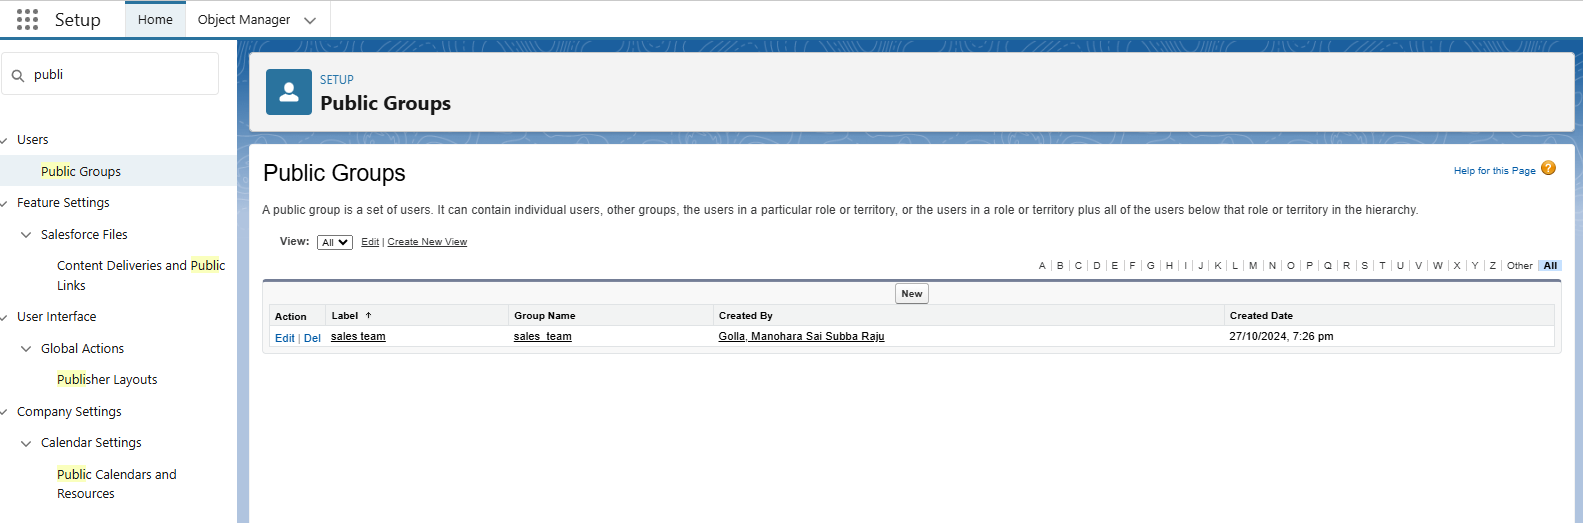 Setup
Home
Object Manager
publi
Users
Public Groups
Feature Settings
Salesforce Files
Content Deliveries and Public
Links
User Interface
Global Actions
Publisher Layouts
Company Settings
Calendar Settings
Public Calendars and
Resources
SETUP
Public Groups
Public Groups
Help for this Page ?
A public group is a set of users. It can contain individual users, other groups, the users in a particular role or territory, or the users in a role or territory plus all of the users below that role or territory in the hierarchy.
View: All Edit | Create New View
A | B | C | D | E | F | G | H | I | J | K | L | M | N | O | P | Q | R | S | T | U | V | W | X | Y | Z | Other | All
New
Action Label ↑ Group Name Created By Created Date
Edit | Del sales team sales_team Golla, Manohara Sai Subba Raju 27/10/2024, 7:26 pm